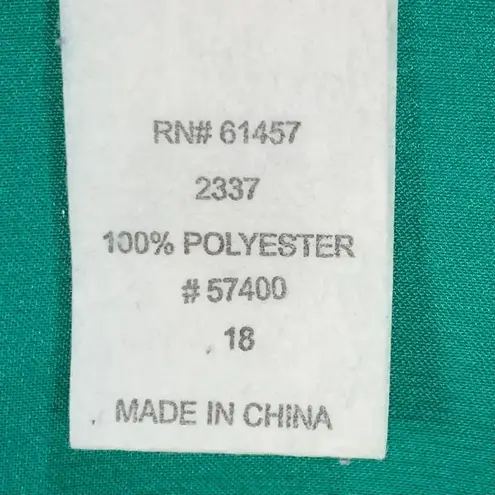 RN# 61457
2337
100% POLYESTER
# 57400
18
MADE IN CHINA